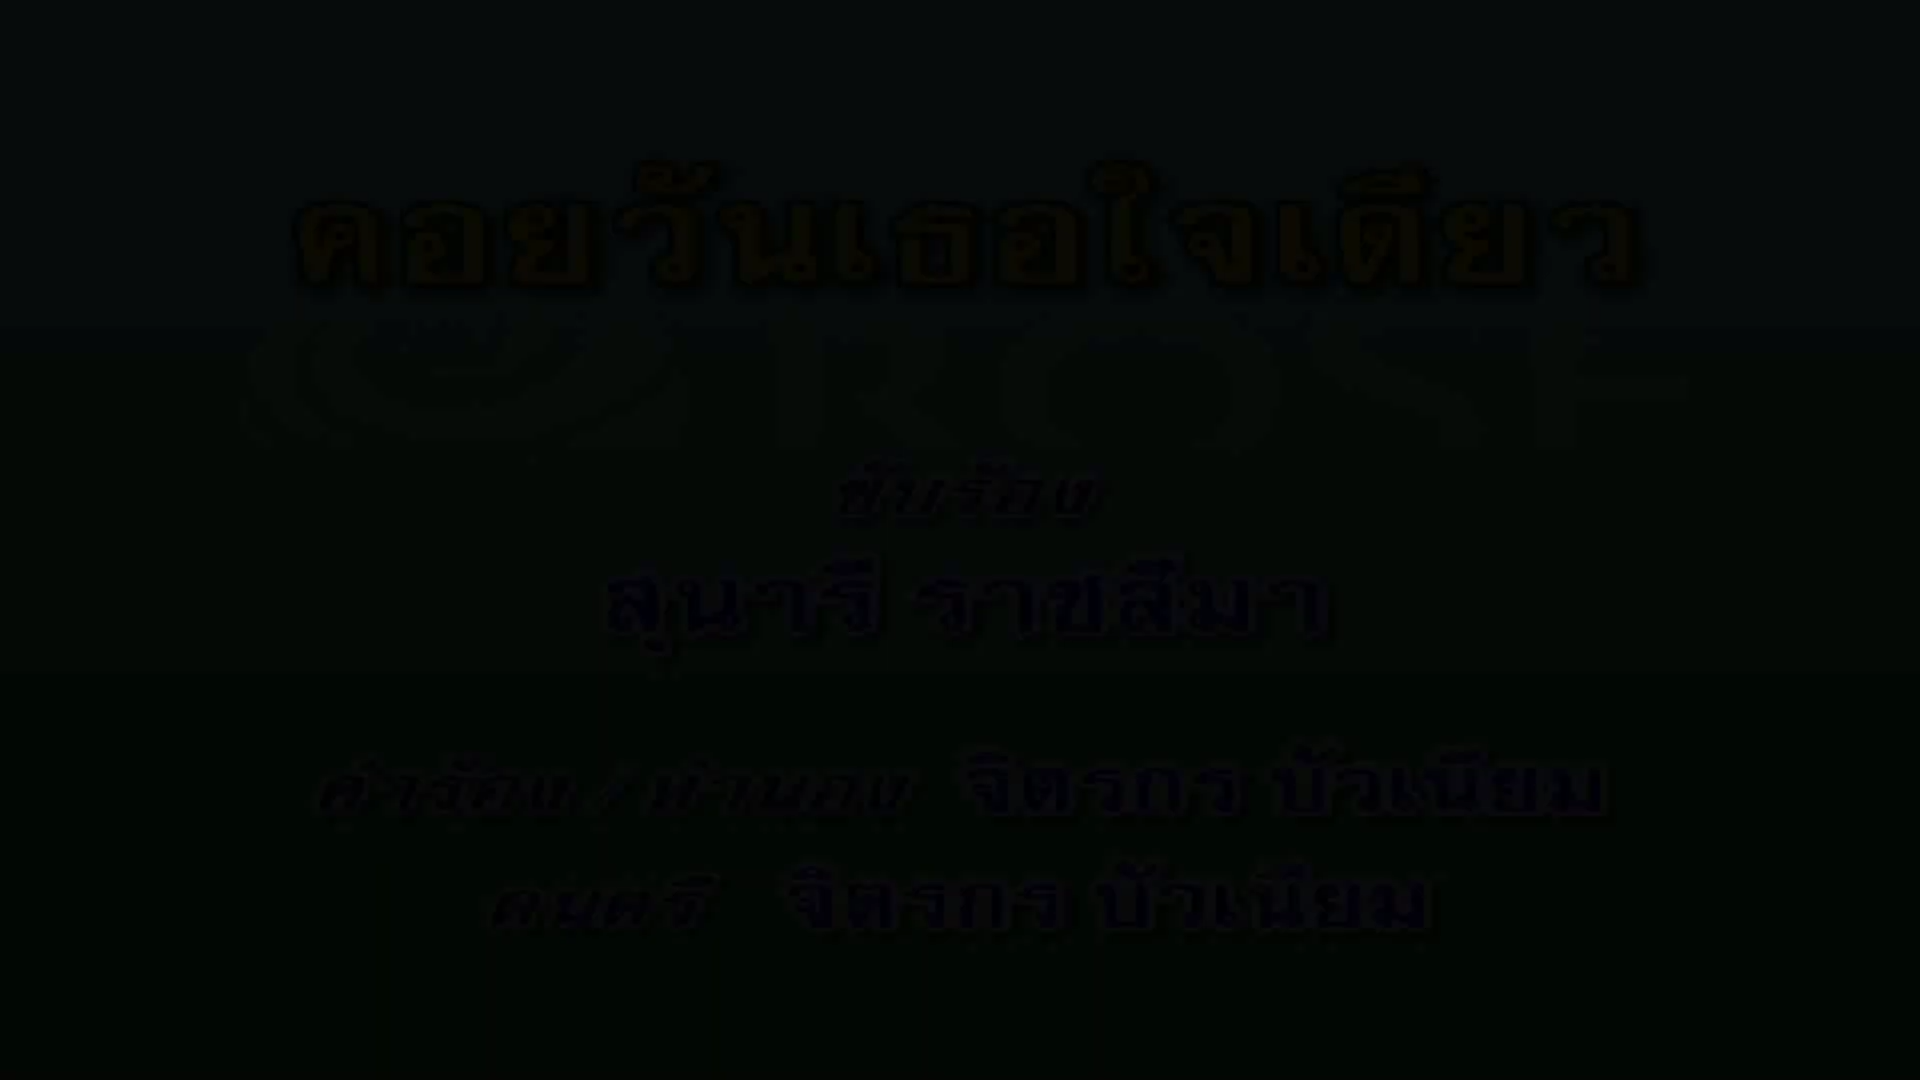 คอยวันเธอใจเดียว
ROSE
ขับร้อง
สุนารี ราชสีมา
คำร้อง / ทำนอง จิตรกร บัวเนียม
ดนตรี จิตรกร บัวเนียม